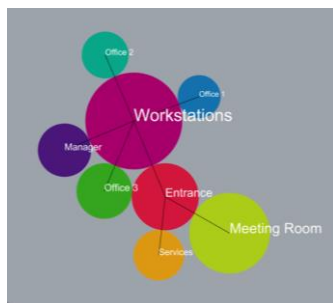 Office 2
Office 1
Workstations
Manager
Office 3
Entrance
Meeting Room
Services